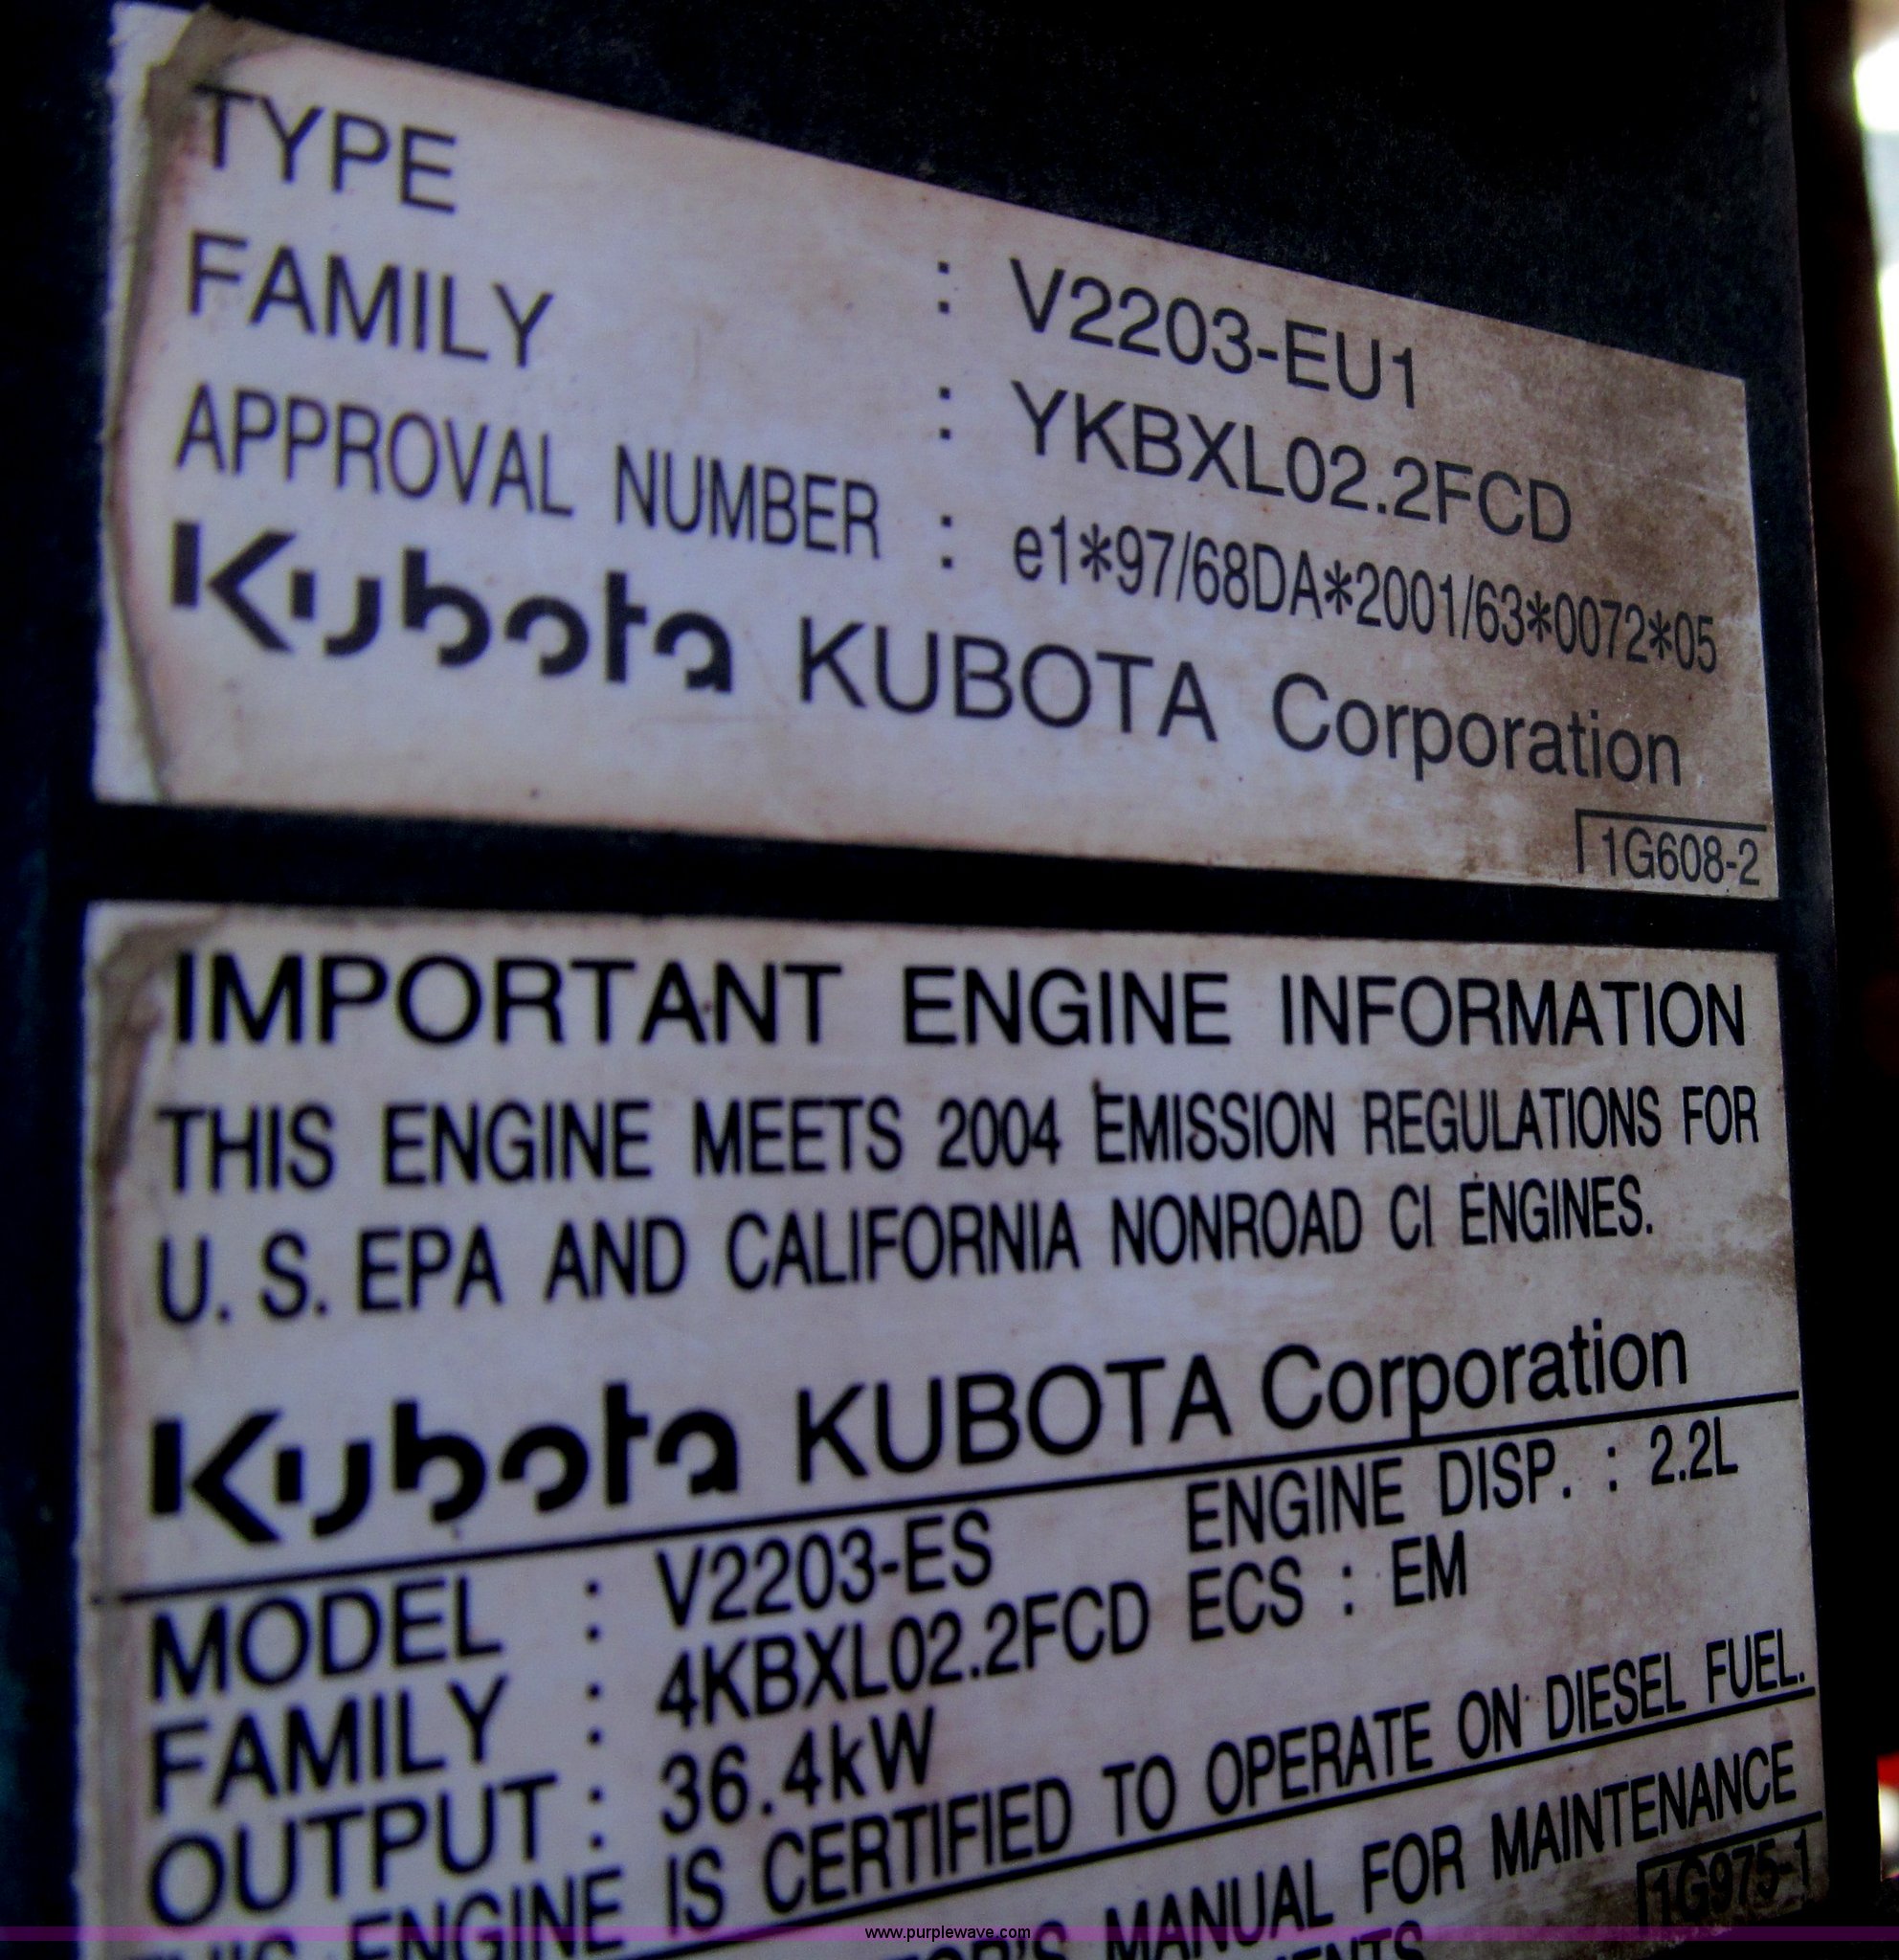 TYPE : V2203-EU1
FAMILY : YKBXL02.2FCD
APPROVAL NUMBER : e1*97/68DA*2001/63*0072*05
Kubota KUBOTA Corporation
1G608-2
IMPORTANT ENGINE INFORMATION
THIS ENGINE MEETS 2004 EMISSION REGULATIONS FOR
U. S. EPA AND CALIFORNIA NONROAD CI ENGINES.
Kubota KUBOTA Corporation
MODEL : V2203-ES ENGINE DISP. : 2.2L
FAMILY : 4KBXL02.2FCD ECS : EM
OUTPUT : 36.4kW
THIS ENGINE IS CERTIFIED TO OPERATE ON DIESEL FUEL.
MANUAL FOR MAINTENANCE
1G975-1
www.purplewave.com